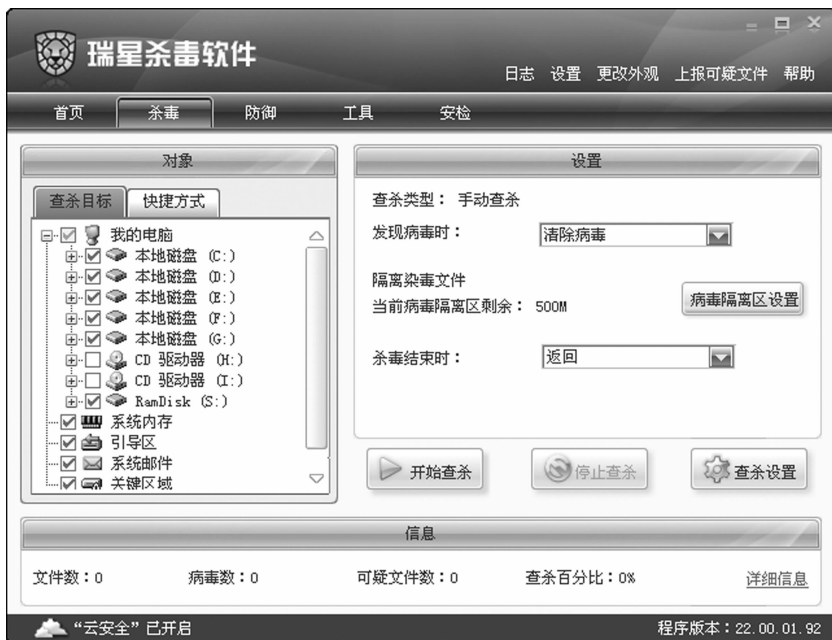 瑞星杀毒软件
日志 设置 更改外观 上报可疑文件 帮助
首页 杀毒 防御 工具 安检
对象
查杀目标 快捷方式
我的电脑
本地磁盘 (C:)
本地磁盘 (D:)
本地磁盘 (E:)
本地磁盘 (F:)
本地磁盘 (G:)
CD 驱动器 (H:)
CD 驱动器 (I:)
RamDisk (S:)
系统内存
引导区
系统邮件
关键区域
设置
查杀类型： 手动查杀
发现病毒时： 清除病毒
隔离染毒文件
当前病毒隔离区剩余： 500M 病毒隔离区设置
杀毒结束时： 返回
开始查杀 停止查杀 查杀设置
信息
文件数：0 病毒数：0 可疑文件数：0 查杀百分比：0% 详细信息
“云安全”已开启 程序版本：22.00.01.92